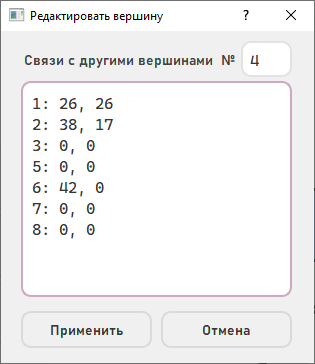 Редактировать вершину
Связи с другими вершинами № 4
1: 26, 26
2: 38, 17
3: 0, 0
5: 0, 0
6: 42, 0
7: 0, 0
8: 0, 0
Применить Отмена